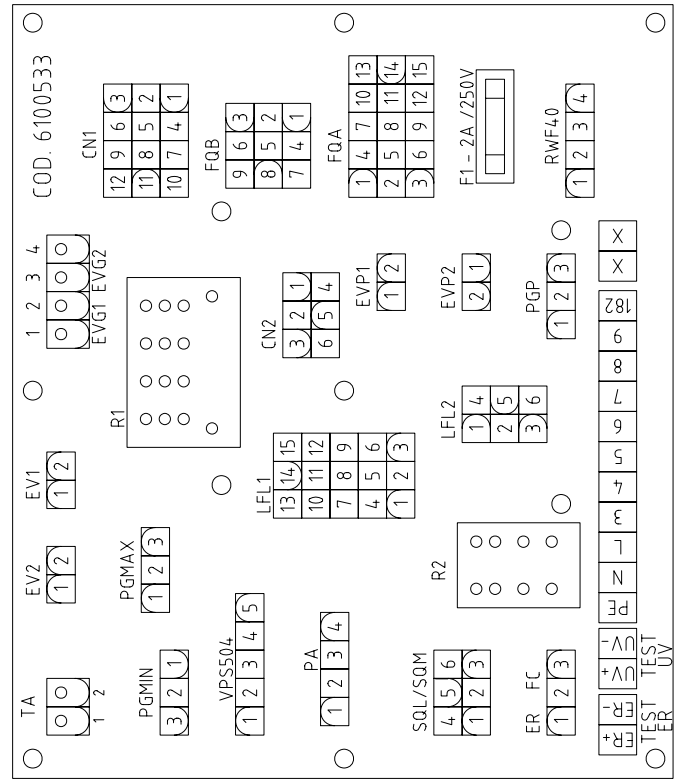 COD. 6100533
TA
1 2
EV2
1 2
EV1
1 2
1 2 3 4
EVG1 EVG2
CN1
12 9 6 3
11 8 5 2
10 7 4 1
PGMIN
3 2 1
PGMAX
1 2 3
R1
FQB
9 6 3
8 5 2
7 4 1
VPS504
1 2 3 4 5
LFL1
13 14 15
10 11 12
7 8 9
4 5 6
1 2 3
CN2
3 2 1
6 5 4
FQA
1 4 7 10 13
2 5 8 11 14
3 6 9 12 15
PA
1 2 3 4
EVP1
1 2
SQL/SQM
4 5 6
1 2 3
R2
LFL2
1 4
2 5
3 6
EVP2
2 1
F1 - 2A /250V
ER FC
1 2 3
PGP
1 2 3
RWF40
1 2 3 4
ER+ ER- UV+ UV- PE N L 3 4 5 6 7 8 9 182 X X
TEST TEST
ER UV